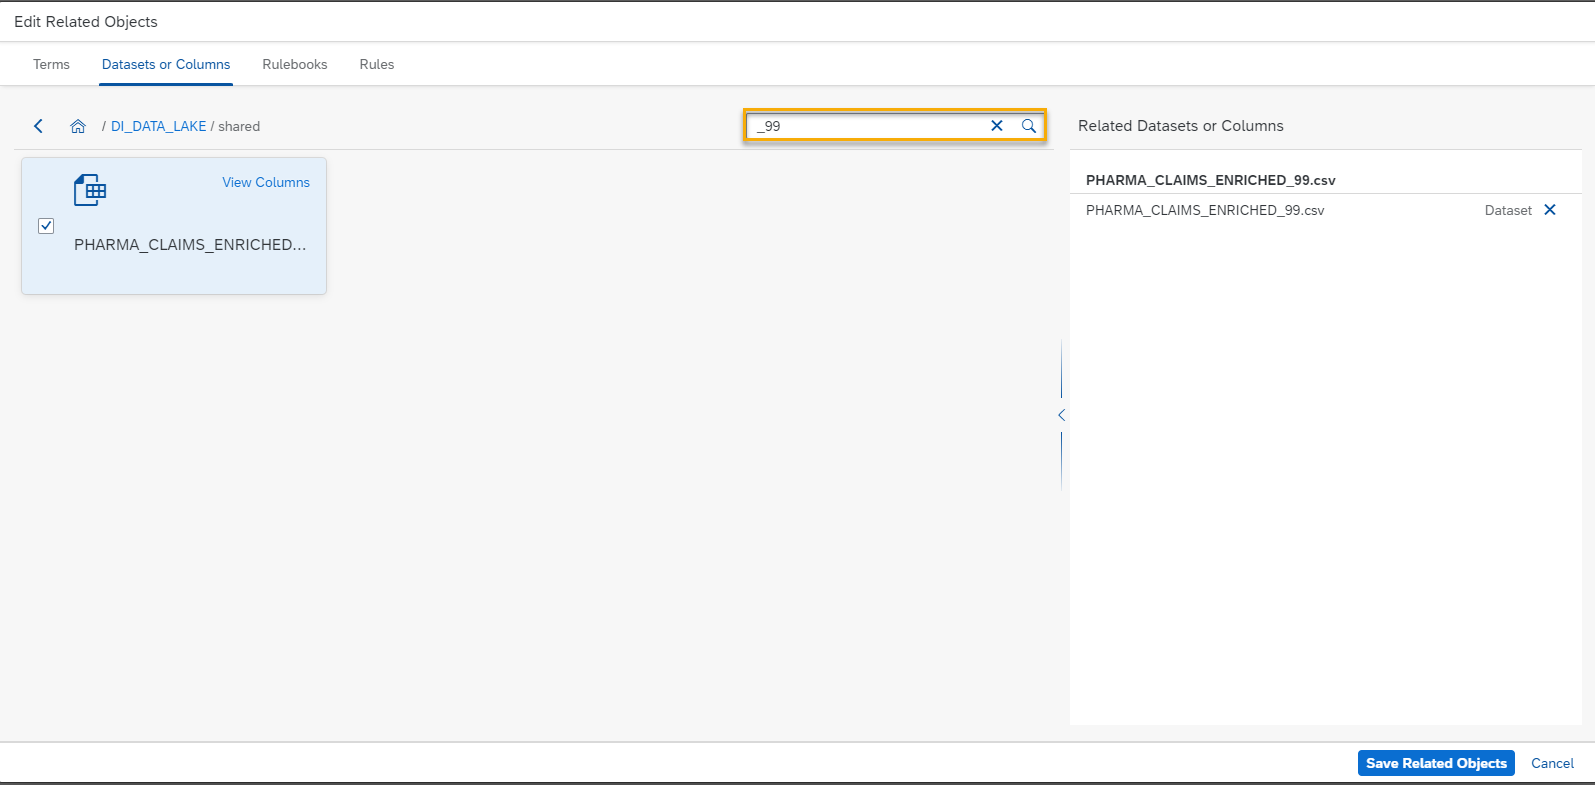 Edit Related Objects
Terms Datasets or Columns Rulebooks Rules
/ DI_DATA_LAKE / shared
_99
View Columns
PHARMA_CLAIMS_ENRICHED...
Related Datasets or Columns
PHARMA_CLAIMS_ENRICHED_99.csv
PHARMA_CLAIMS_ENRICHED_99.csv Dataset
Save Related Objects Cancel